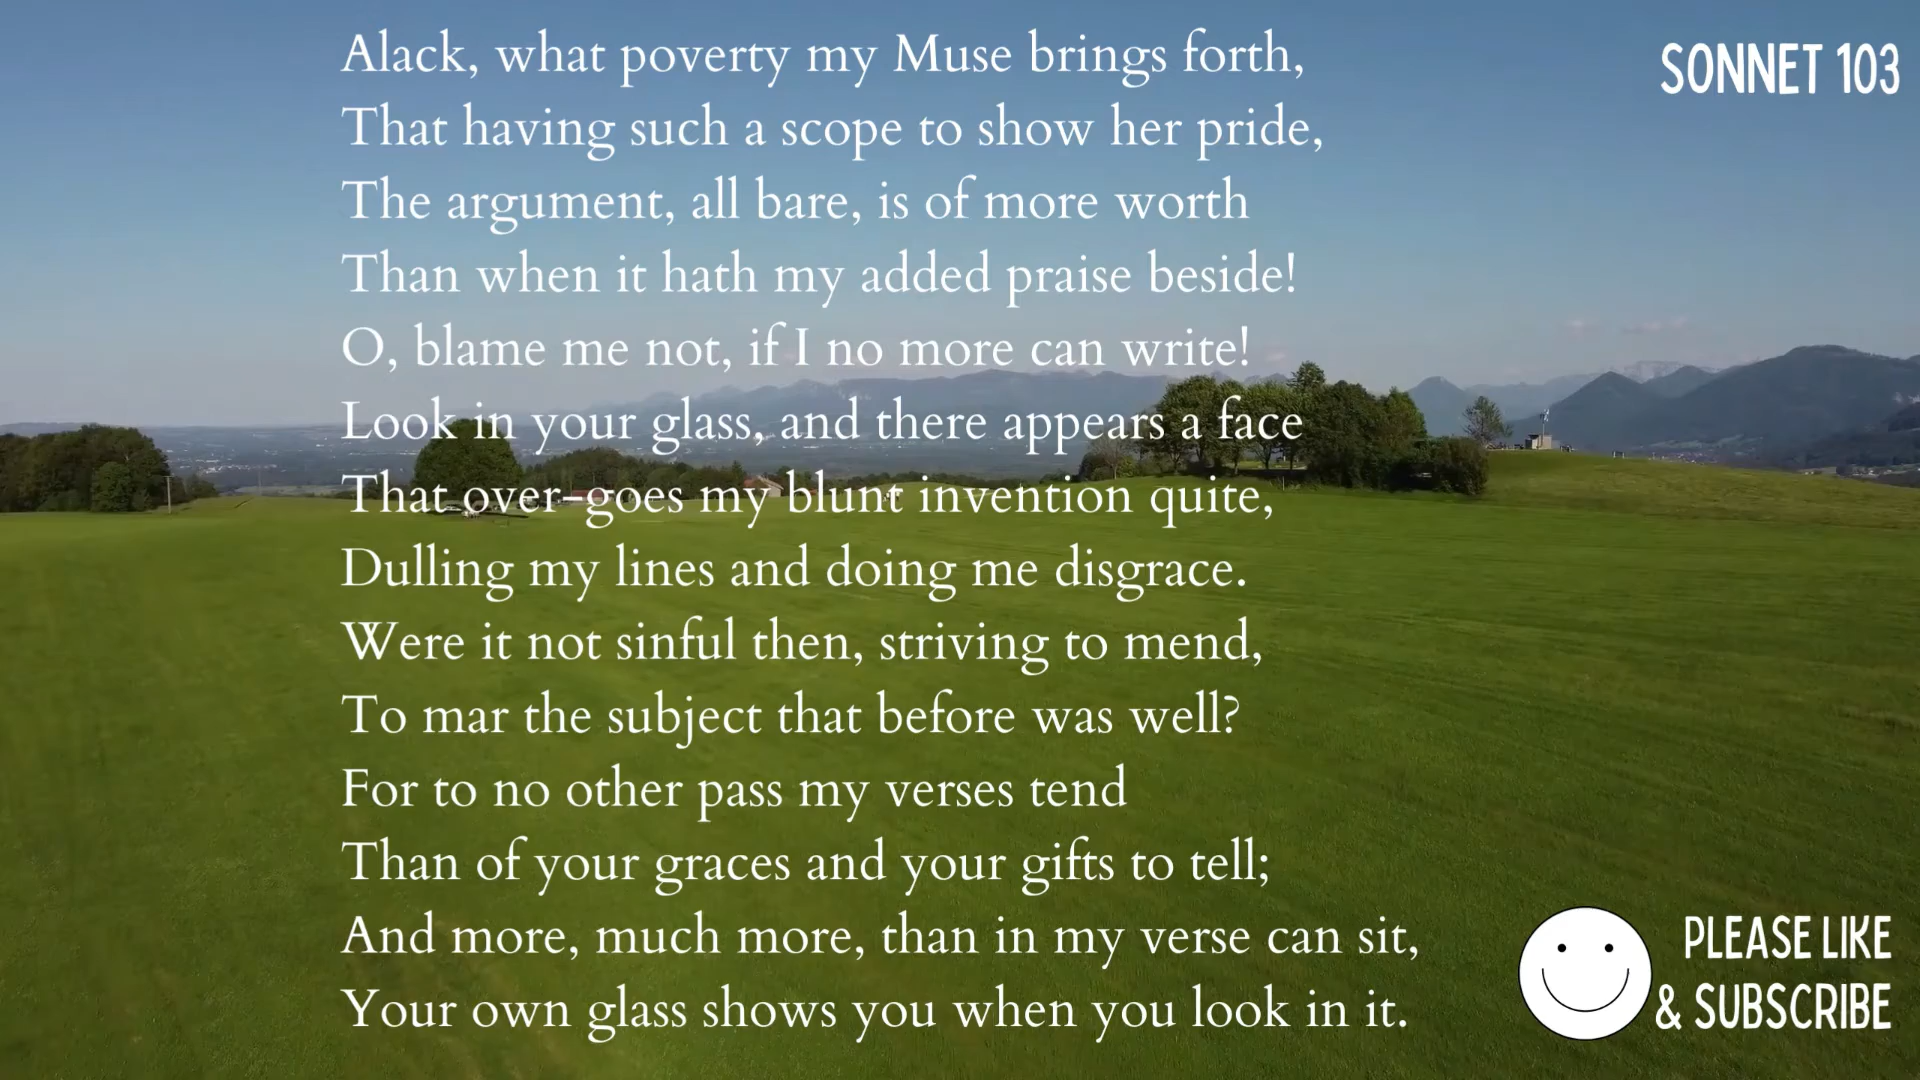 Alack, what poverty my Muse brings forth,
That having such a scope to show her pride,
The argument, all bare, is of more worth
Than when it hath my added praise beside!
O, blame me not, if I no more can write!
Look in your glass, and there appears a face
That over-goes my blunt invention quite,
Dulling my lines and doing me disgrace.
Were it not sinful then, striving to mend,
To mar the subject that before was well?
For to no other pass my verses tend
Than of your graces and your gifts to tell;
And more, much more, than in my verse can sit,
Your own glass shows you when you look in it.
SONNET 103
PLEASE LIKE
& SUBSCRIBE